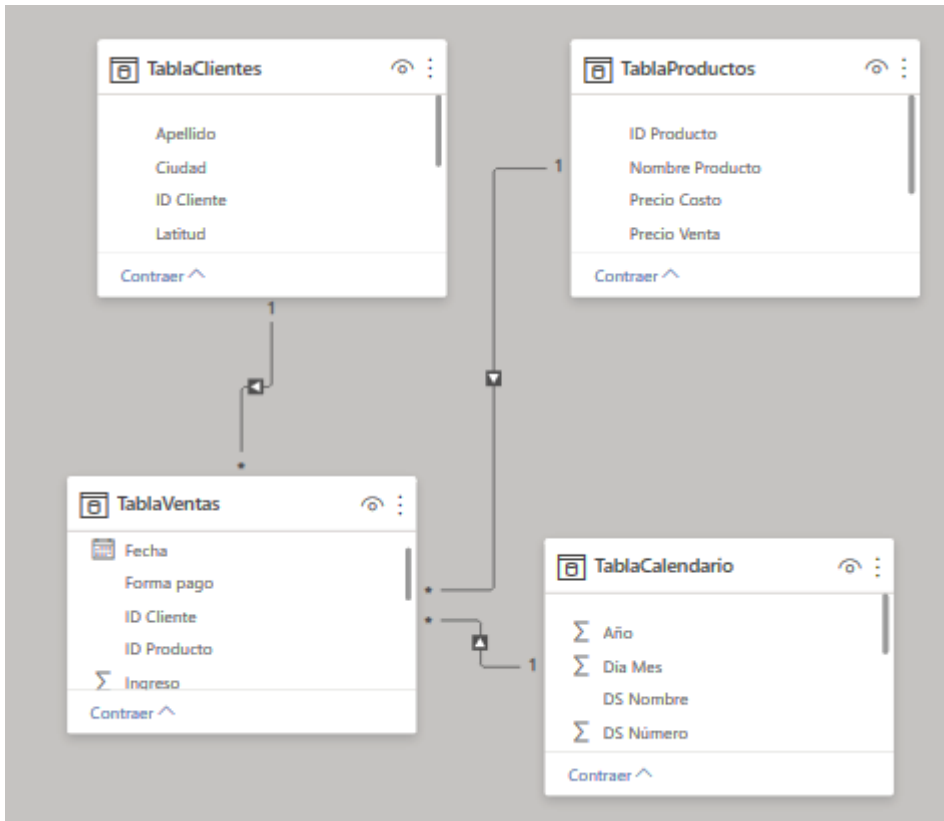 TablaClientes
Apellido
Ciudad
ID Cliente
Latitud
Contraer
TablaProductos
ID Producto
Nombre Producto
Precio Costo
Precio Venta
Contraer
1
1
*
TablaVentas
Fecha
Forma pago
ID Cliente
ID Producto
Σ Ingreso
Contraer
*
*
1
TablaCalendario
Σ Año
Σ Dia Mes
DS Nombre
Σ DS Número
Contraer